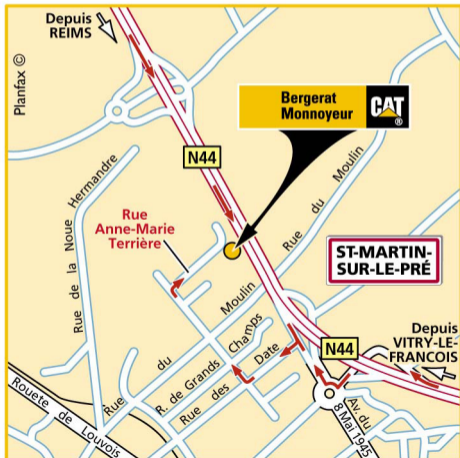 Depuis
REIMS
Planfax ©
Bergerat
Monnoyeur
CAT
®
N44
Rue de la Noue Hermandre
Rue
Anne-Marie
Terrière
Rue du Moulin
ST-MARTIN-
SUR-LE-PRÉ
Rue du Moulin
R. de Grands Champs
Rue des Date
N44
Depuis
VITRY-LE-
FRANCOIS
Rouete de Louvois
Av. du
8 Mai 1945